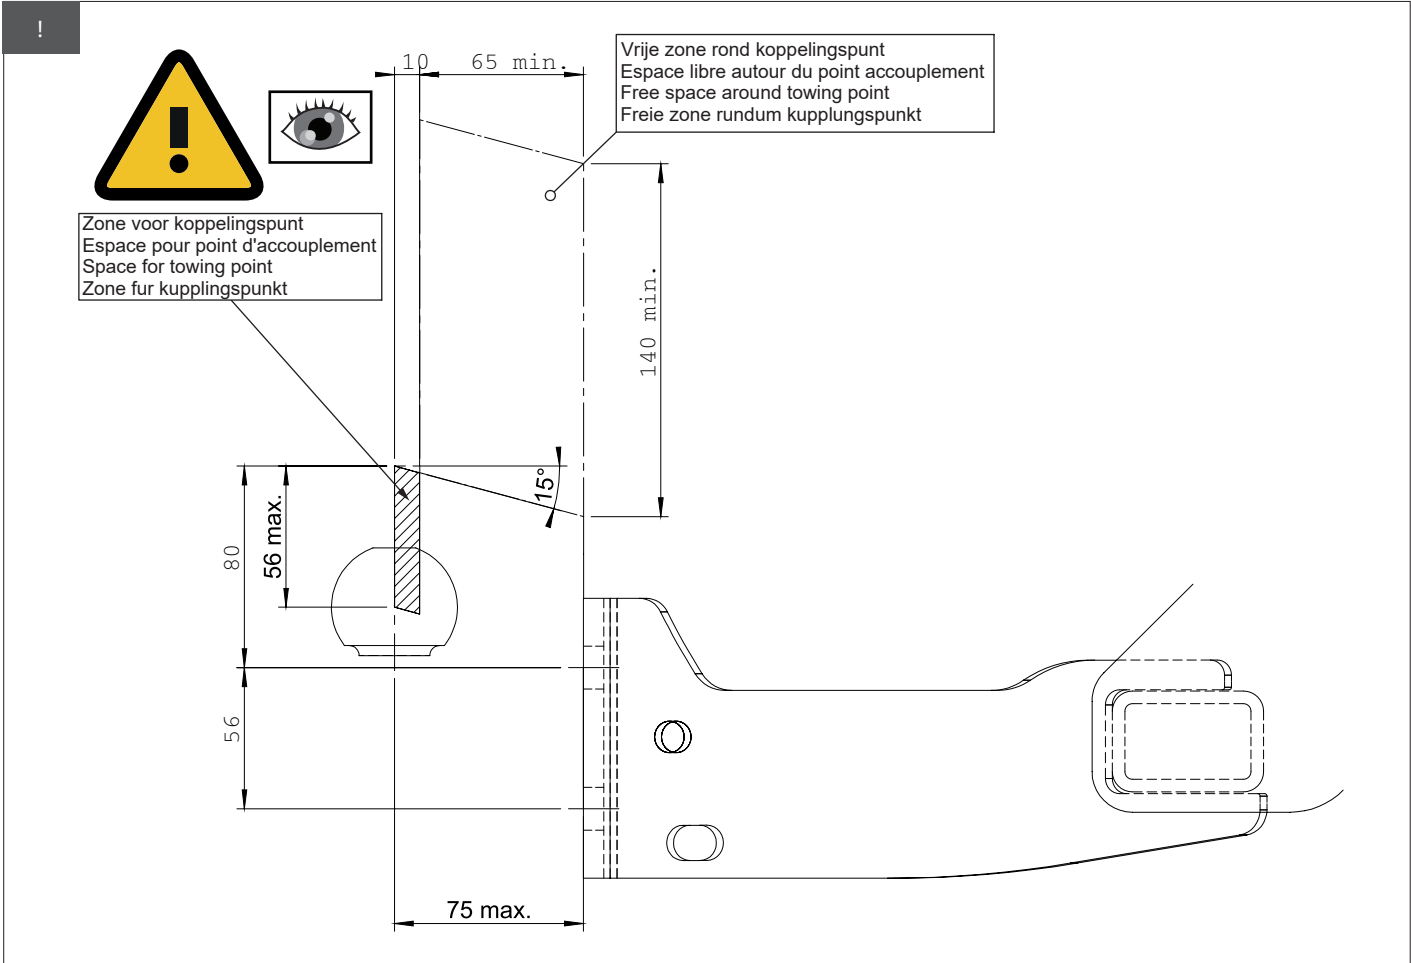 !
10
65 min.
Vrije zone rond koppelingspunt
Espace libre autour du point accouplement
Free space around towing point
Freie zone rundum kupplungspunkt
Zone voor koppelingspunt
Espace pour point d'accouplement
Space for towing point
Zone fur kupplingspunkt
140 min.
15°
56 max.
80
56
75 max.